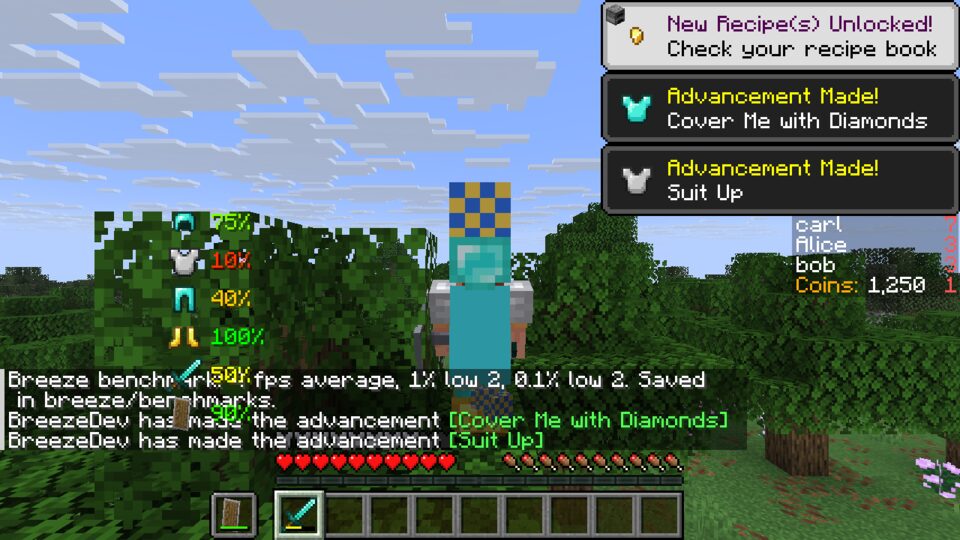 New Recipe(s) Unlocked!
Check your recipe book
Advancement Made!
Cover Me with Diamonds
Advancement Made!
Suit Up
carl
Alice
bob
Coins: 1,250 1
75%
10%
40%
100%
50%
90%
Breeze fps average, 1% low 2, 0.1% low 2. Saved
in breeze/benchmarks.
BreezeDev has made the advancement [Cover Me with Diamonds]
BreezeDev has made the advancement [Suit Up]